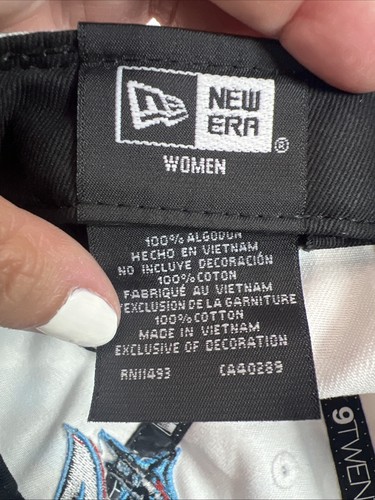 NEW
ERA
®
WOMEN
100% ALGODON
HECHO EN VIETNAM
NO INCLUYE DECORACIÓN
100% COTON
FABRIQUÉ AU VIETNAM
EXCLUSION DE LA GARNITURE
100% COTTON
MADE IN VIETNAM
EXCLUSIVE OF DECORATION
RN11493 CA40289
9TWEN